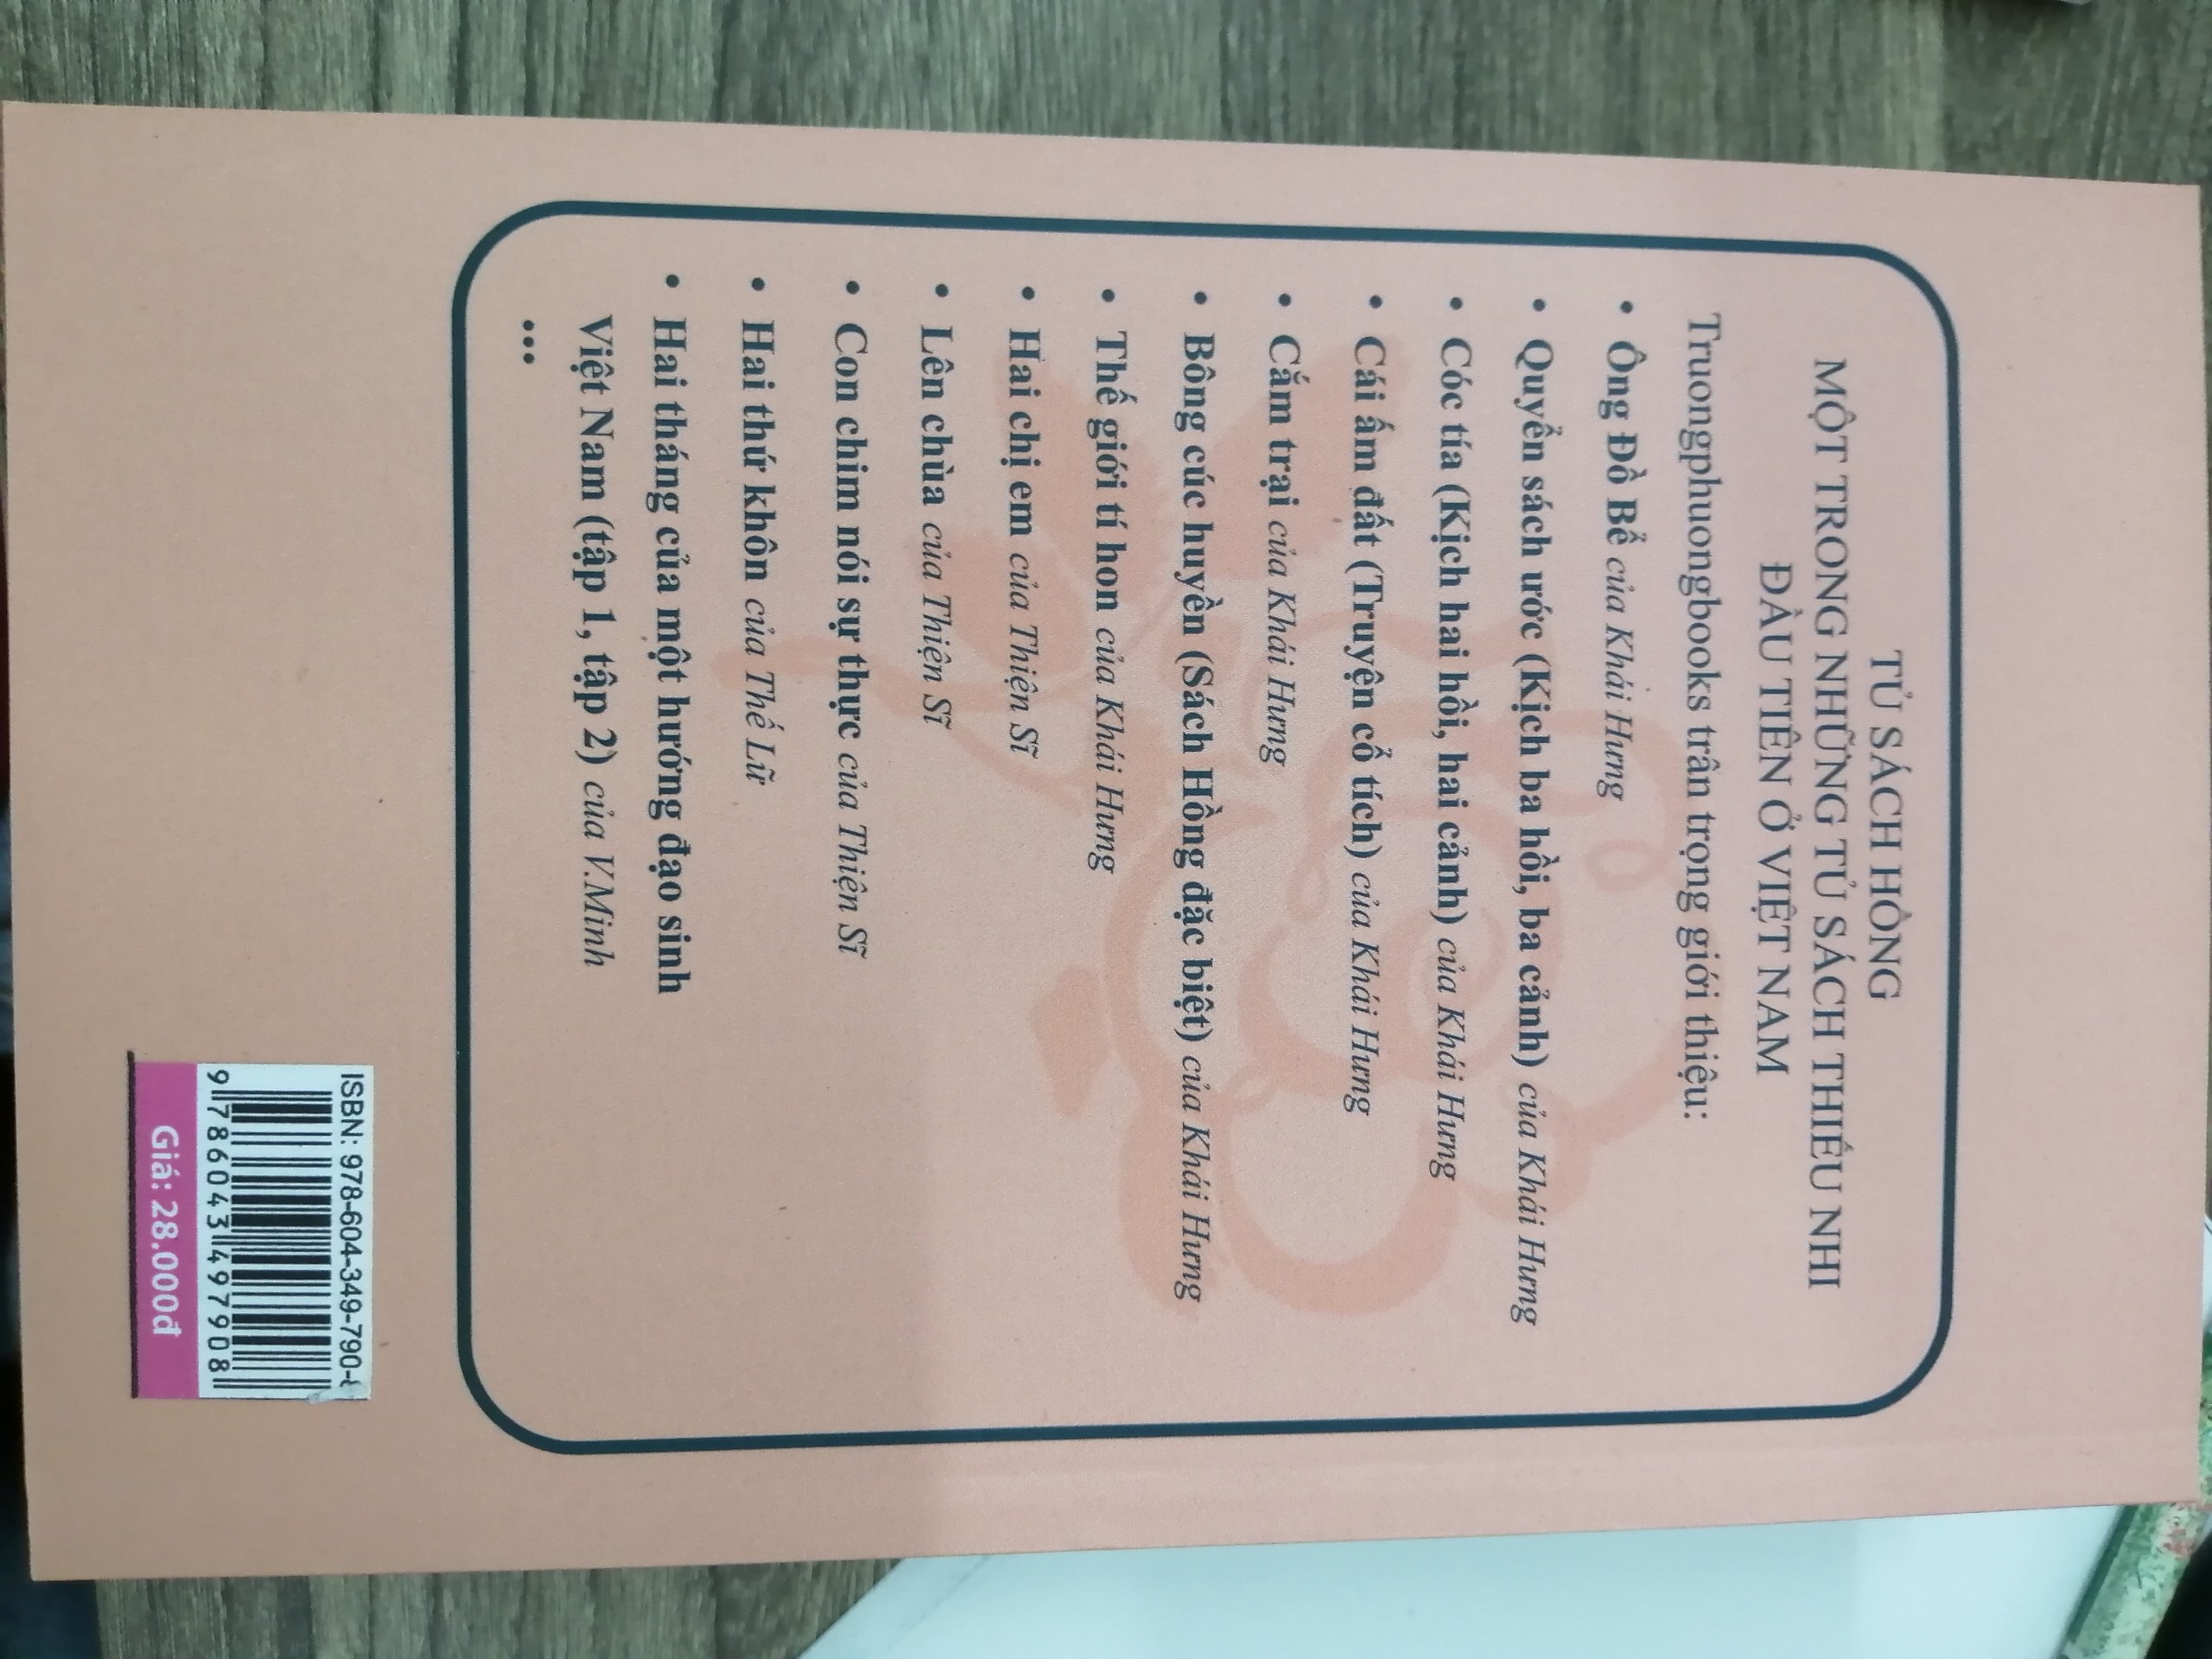 TỦ SÁCH HỒNG
MỘT TRONG NHỮNG TỦ SÁCH THIẾU NHI
ĐẦU TIÊN Ở VIỆT NAM
Truongphuongbooks trân trọng giới thiệu:
• Ông Đồ Bể của Khái Hưng
• Quyển sách ước (Kịch ba hồi, ba cảnh) của Khái Hưng
• Cóc tía (Kịch hai hồi, hai cảnh) của Khái Hưng
• Cái ấm đất (Truyện cổ tích) của Khái Hưng
• Cắm trại của Khái Hưng
• Bông cúc huyền (Sách Hồng đặc biệt) của Khái Hưng
• Thế giới tí hon của Khái Hưng
• Hai chị em của Thiện Sĩ
• Lên chùa của Thiện Sĩ
• Con chim nói sự thực của Thiện Sĩ
• Hai thứ khôn của Thế Lữ
• Hai tháng của một hướng đạo sinh
Việt Nam (tập 1, tập 2) của V.Minh
...
ISBN: 978-604-349-790-8
9 786043 497908
Giá: 28.000đ